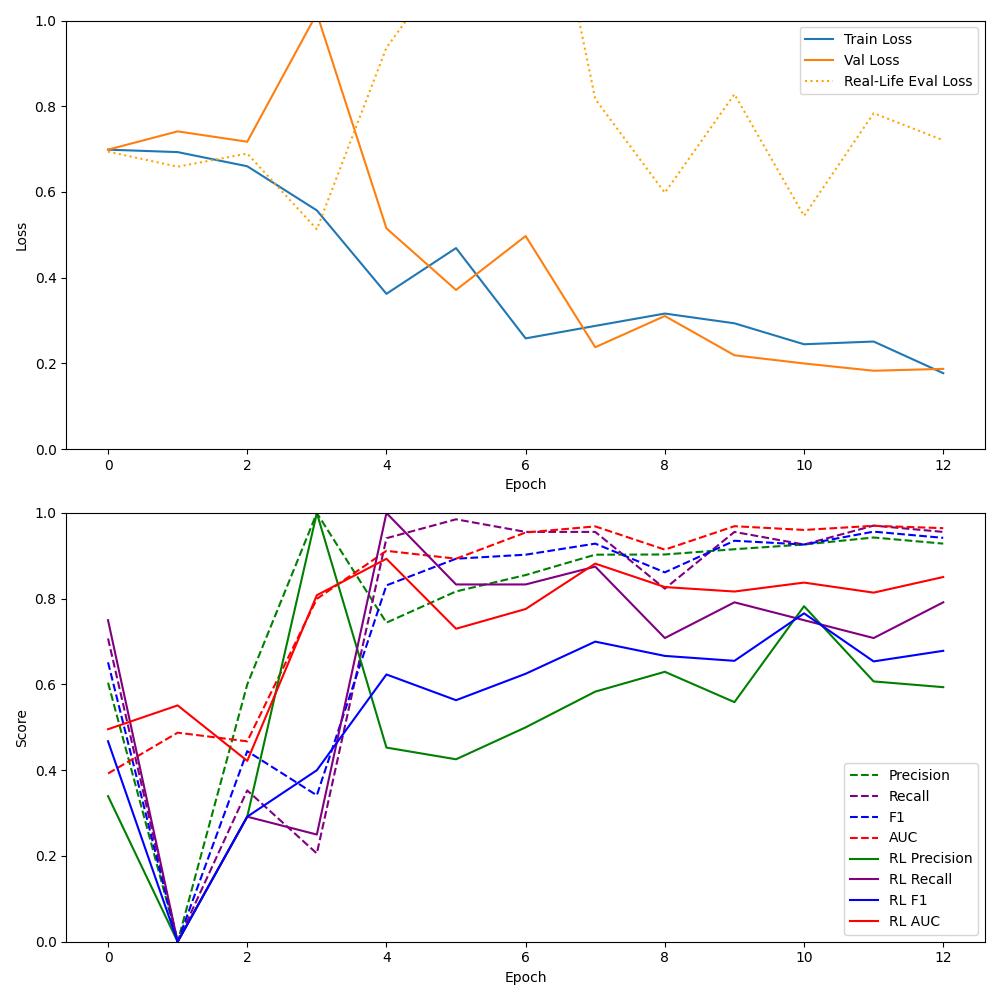 1.0
0.8
0.6
0.4
0.2
0.0
Loss
Train Loss
Val Loss
Real-Life Eval Loss
0 2 4 6 8 10 12
Epoch
1.0
0.8
0.6
0.4
0.2
0.0
Score
Precision
Recall
F1
AUC
RL Precision
RL Recall
RL F1
RL AUC
0 2 4 6 8 10 12
Epoch